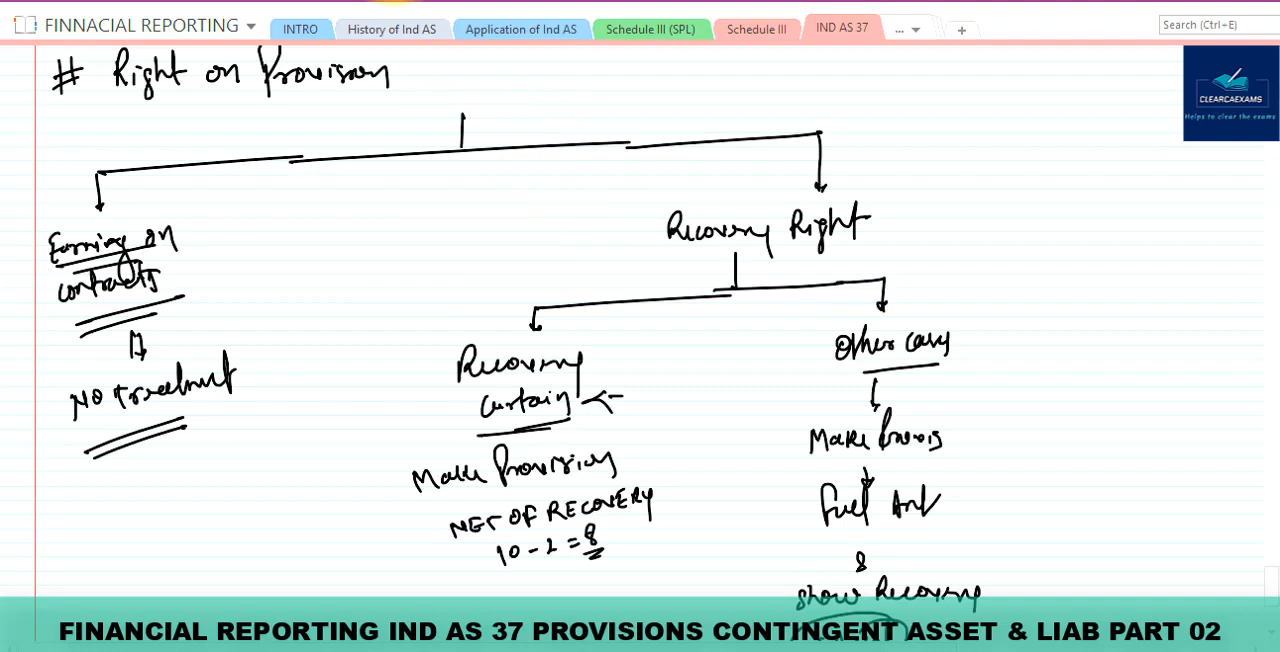 FINNACIAL REPORTING
INTRO
History of Ind AS
Application of Ind AS
Schedule III (SPL)
Schedule III
IND AS 37
...
+
Search (Ctrl+E)
CLEARCAEXAMS
Helps to clear the exams
# Right on Provision
Earning on
contracts
NO treatment
Recovery Right
Recovery
certain
Make Provision
NET OF RECOVERY
10 - 2 = 8
Other case
Make Provis
Full Amt
&
Show Recovery
FINANCIAL REPORTING IND AS 37 PROVISIONS CONTINGENT ASSET & LIAB PART 02